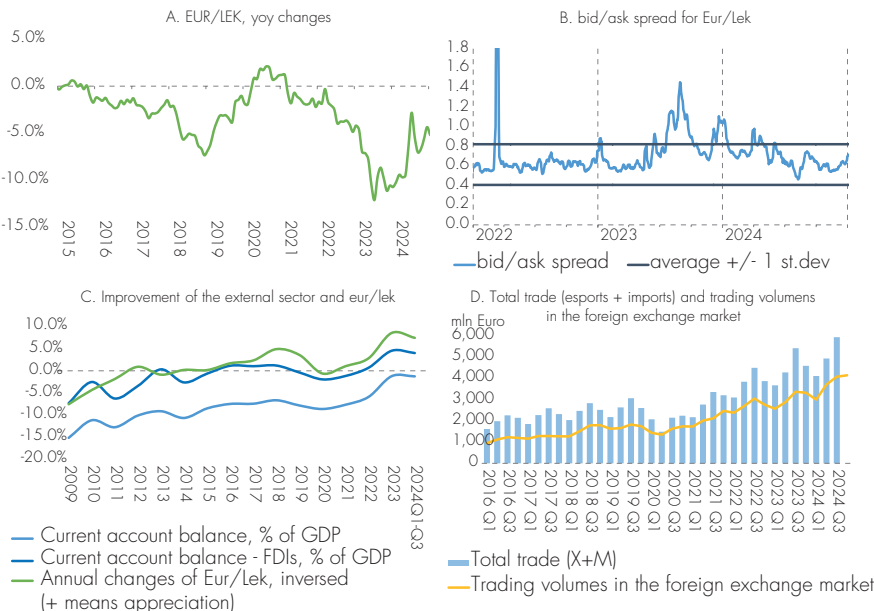 A. EUR/LEK, yoy changes
5.0%
0.0%
-5.0%
-10.0%
-15.0%
2015
2016
2017
2018
2019
2020
2021
2022
2023
2024
B. bid/ask spread for Eur/Lek
1.8
1.6
1.4
1.2
1.0
0.8
0.6
0.4
0.2
0.0
2022
2023
2024
bid/ask spread
average +/- 1 st.dev
C. Improvement of the external sector and eur/lek
10.0%
5.0%
0.0%
-5.0%
-10.0%
-15.0%
-20.0%
2009
2010
2011
2012
2013
2014
2015
2016
2017
2018
2019
2020
2021
2022
2023
2024Q1-Q3
Current account balance, % of GDP
Current account balance - FDIs, % of GDP
Annual changes of Eur/Lek, inversed
(+ means appreciation)
D. Total trade (esports + imports) and trading volumens
in the foreign exchange market
mln Euro
6,000
5,000
4,000
3,000
2,000
1,000
0
2016 Q1
2016 Q3
2017 Q1
2017 Q3
2018 Q1
2018 Q3
2019 Q1
2019 Q3
2020 Q1
2020 Q3
2021 Q1
2021 Q3
2022 Q1
2022 Q3
2023 Q1
2023 Q3
2024 Q1
2024 Q3
Total trade (X+M)
Trading volumes in the foreign exchange market